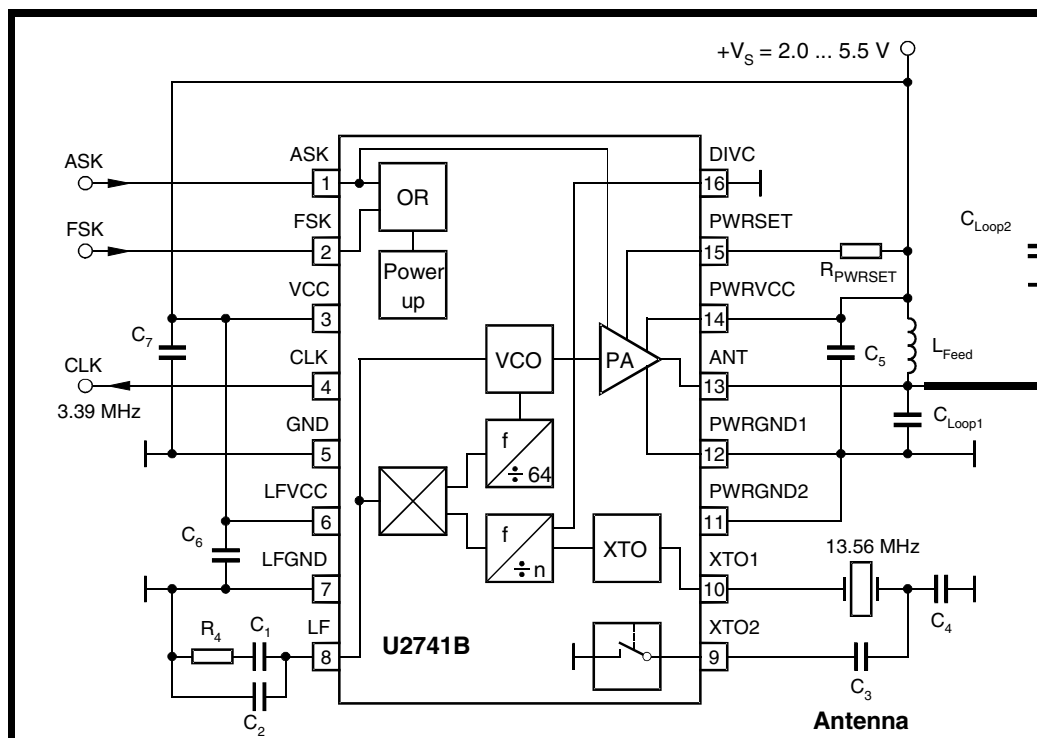 +VS = 2.0 ... 5.5 V
ASK
FSK
C7
CLK
3.39 MHz
C6
R4
C1
C2
ASK
1
FSK
2
VCC
3
CLK
4
GND
5
LFVCC
6
LFGND
7
LF
8
OR
Power
up
VCO
PA
f
÷ 64
f
÷ n
XTO
U2741B
DIVC
16
PWRSET
15
PWRVCC
14
ANT
13
PWRGND1
12
PWRGND2
11
XTO1
10
XTO2
9
RPWRSET
CLoop2
C5
LFeed
CLoop1
13.56 MHz
C4
C3
Antenna